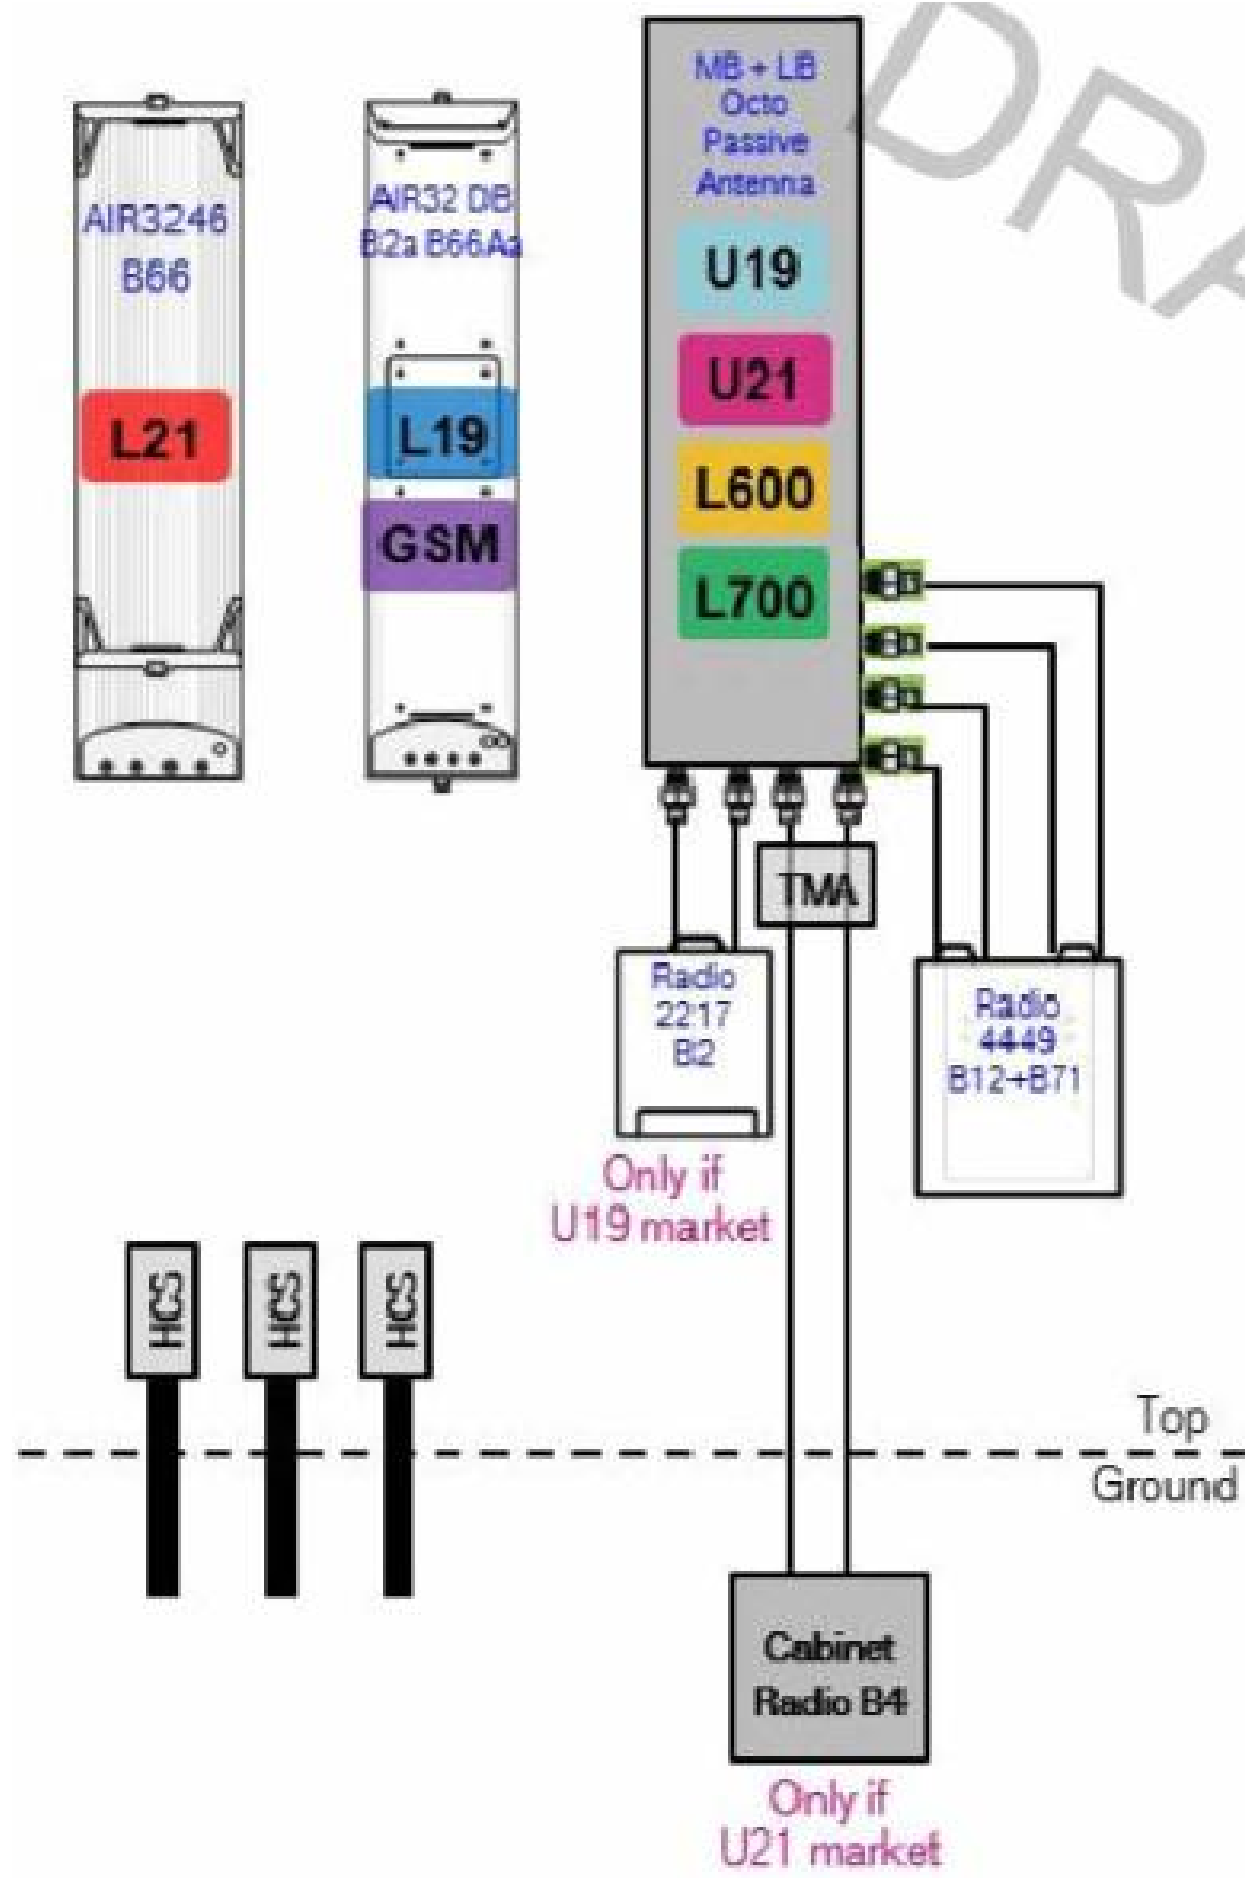 AIR3246
B66
L21
AIR32 DB
B2a B66Aa
L19
GSM
MB + LB
Octo
Passive
Antenna
U19
U21
L600
L700
TMA
Radio
2217
B2
Only if
U19 market
Radio
4449
B12+B71
HCS
HCS
HCS
Top
Ground
Cabinet
Radio B4
Only if
U21 market
DRA